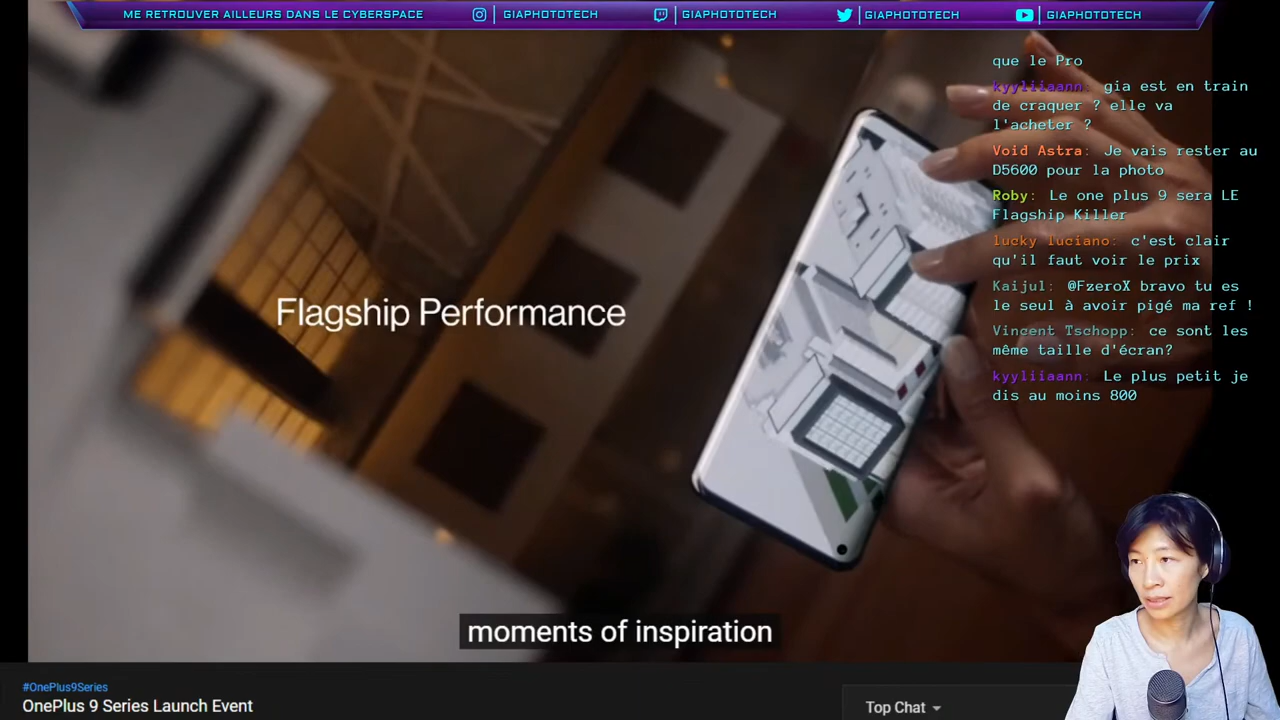 ME RETROUVER AILLEURS DANS LE CYBERSPACE
GIAPHOTOTECH
GIAPHOTOTECH
GIAPHOTOTECH
GIAPHOTOTECH
que le Pro
kyyliiaann: gia est en train
de craquer ? elle va
l'acheter ?
Void Astra: Je vais rester au
D5600 pour la photo
Roby: Le one plus 9 sera LE
Flagship Killer
lucky luciano: c'est clair
qu'il faut voir le prix
Kaijul: @FzeroX bravo tu es
le seul à avoir pigé ma ref !
Vincent Tschopp: ce sont les
même taille d'écran?
kyyliiaann: Le plus petit je
dis au moins 800
Flagship Performance
moments of inspiration
#OnePlus9Series
OnePlus 9 Series Launch Event
Top Chat